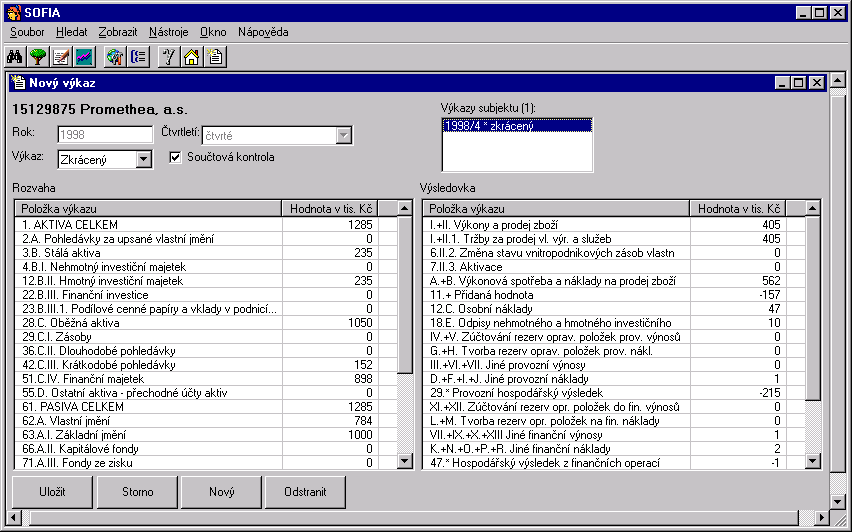 SOFIA
Soubor Hledat Zobrazit Nástroje Okno Nápověda
Nový výkaz
15129875 Promethea, a.s.
Výkazy subjektu (1):
Rok: 1998 Čtvrtletí: čtvrté
1998/4 * zkrácený
Výkaz: Zkrácený Součtová kontrola
Rozvaha
Položka výkazu Hodnota v tis. Kč
1. AKTIVA CELKEM 1285
2.A. Pohledávky za upsané vlastní jmění 0
3.B. Stálá aktiva 235
4.B.I. Nehmotný investiční majetek 0
12.B.II. Hmotný investiční majetek 235
22.B.III. Finanční investice 0
23.B.III.1. Podílové cenné papíry a vklady v podnicí... 0
28.C. Oběžná aktiva 1050
29.C.I. Zásoby 0
36.C.II. Dlouhodobé pohledávky 0
42.C.III. Krátkodobé pohledávky 152
51.C.IV. Finanční majetek 898
55.D. Ostatní aktiva - přechodné účty aktiv 0
61. PASIVA CELKEM 1285
62.A. Vlastní jmění 784
63.A.I. Základní jmění 1000
66.A.II. Kapitálové fondy 0
71.A.III. Fondy ze zisku 0
Výsledovka
Položka výkazu Hodnota v tis. Kč
I.+II. Výkony a prodej zboží 405
I.+II.1. Tržby za prodej vl. výr. a služeb 405
6.II.2. Změna stavu vnitropodnikových zásob vlastn 0
7.II.3. Aktivace 0
A.+B. Výkonová spotřeba a náklady na prodej zboží 562
11.+ Přidaná hodnota -157
12.C. Osobní náklady 47
18.E. Odpisy nehmotného a hmotného investičního 10
IV.+V. Zúčtování rezerv oprav. položek prov. výnosů 0
G.+H. Tvorba rezerv oprav. položek prov. nákl. 0
III.+VI.+VII. Jiné provozní výnosy 0
D.+F.+I.+J. Jiné provozní náklady 1
29.* Provozní hospodářský výsledek -215
XI.+XII. Zúčtování rezerv opr. položek do fin. výnosů 0
L.+M. Tvorba rezerv opr. položek na fin. náklady 0
VII.+IX.+X.+XIII Jiné finanční výnosy 1
K.+N.+O.+P.+R. Jiné finanční náklady 2
47.* Hospodářský výsledek z finančních operací -1
Uložit Storno Nový Odstranit